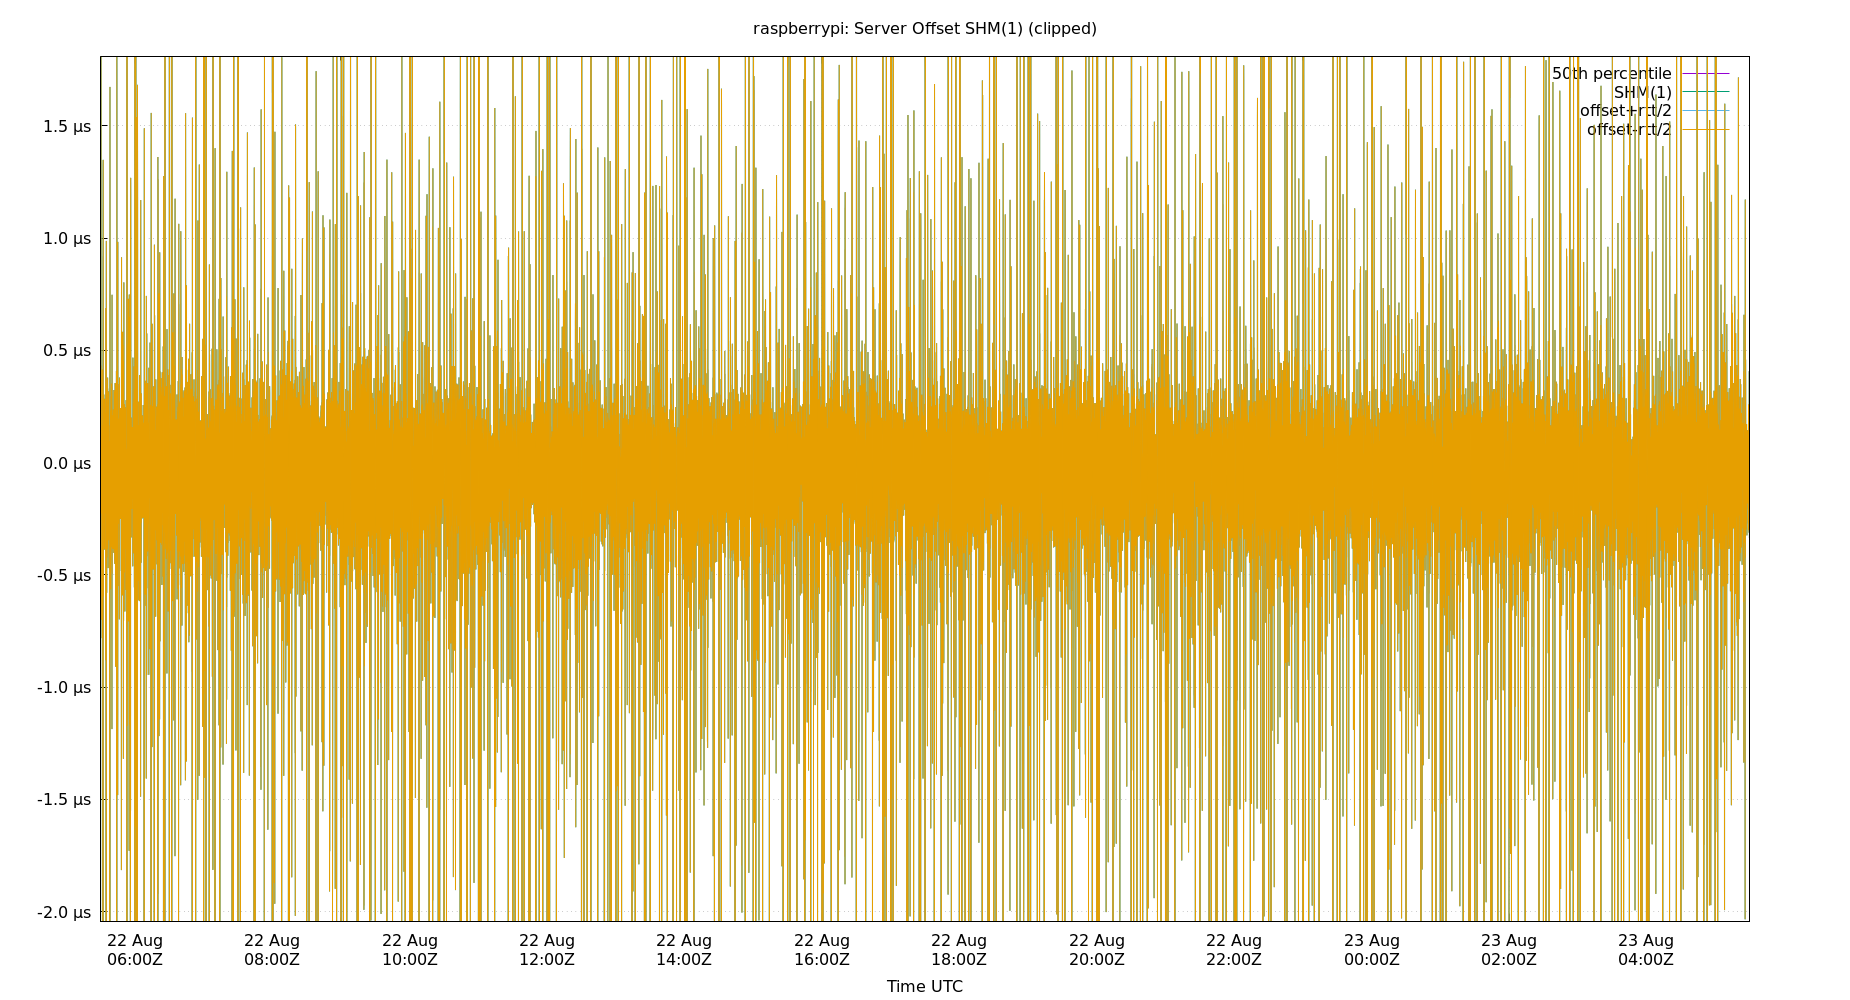 raspberrypi: Server Offset SHM(1) (clipped)
50th percentile
SHM(1)
offset+rtt/2
offset-rtt/2
1.5 µs
1.0 µs
0.5 µs
0.0 µs
-0.5 µs
-1.0 µs
-1.5 µs
-2.0 µs
22 Aug 22 Aug 22 Aug 22 Aug 22 Aug 22 Aug 22 Aug 22 Aug 22 Aug 23 Aug 23 Aug 23 Aug
06:00Z 08:00Z 10:00Z 12:00Z 14:00Z 16:00Z 18:00Z 20:00Z 22:00Z 00:00Z 02:00Z 04:00Z
Time UTC